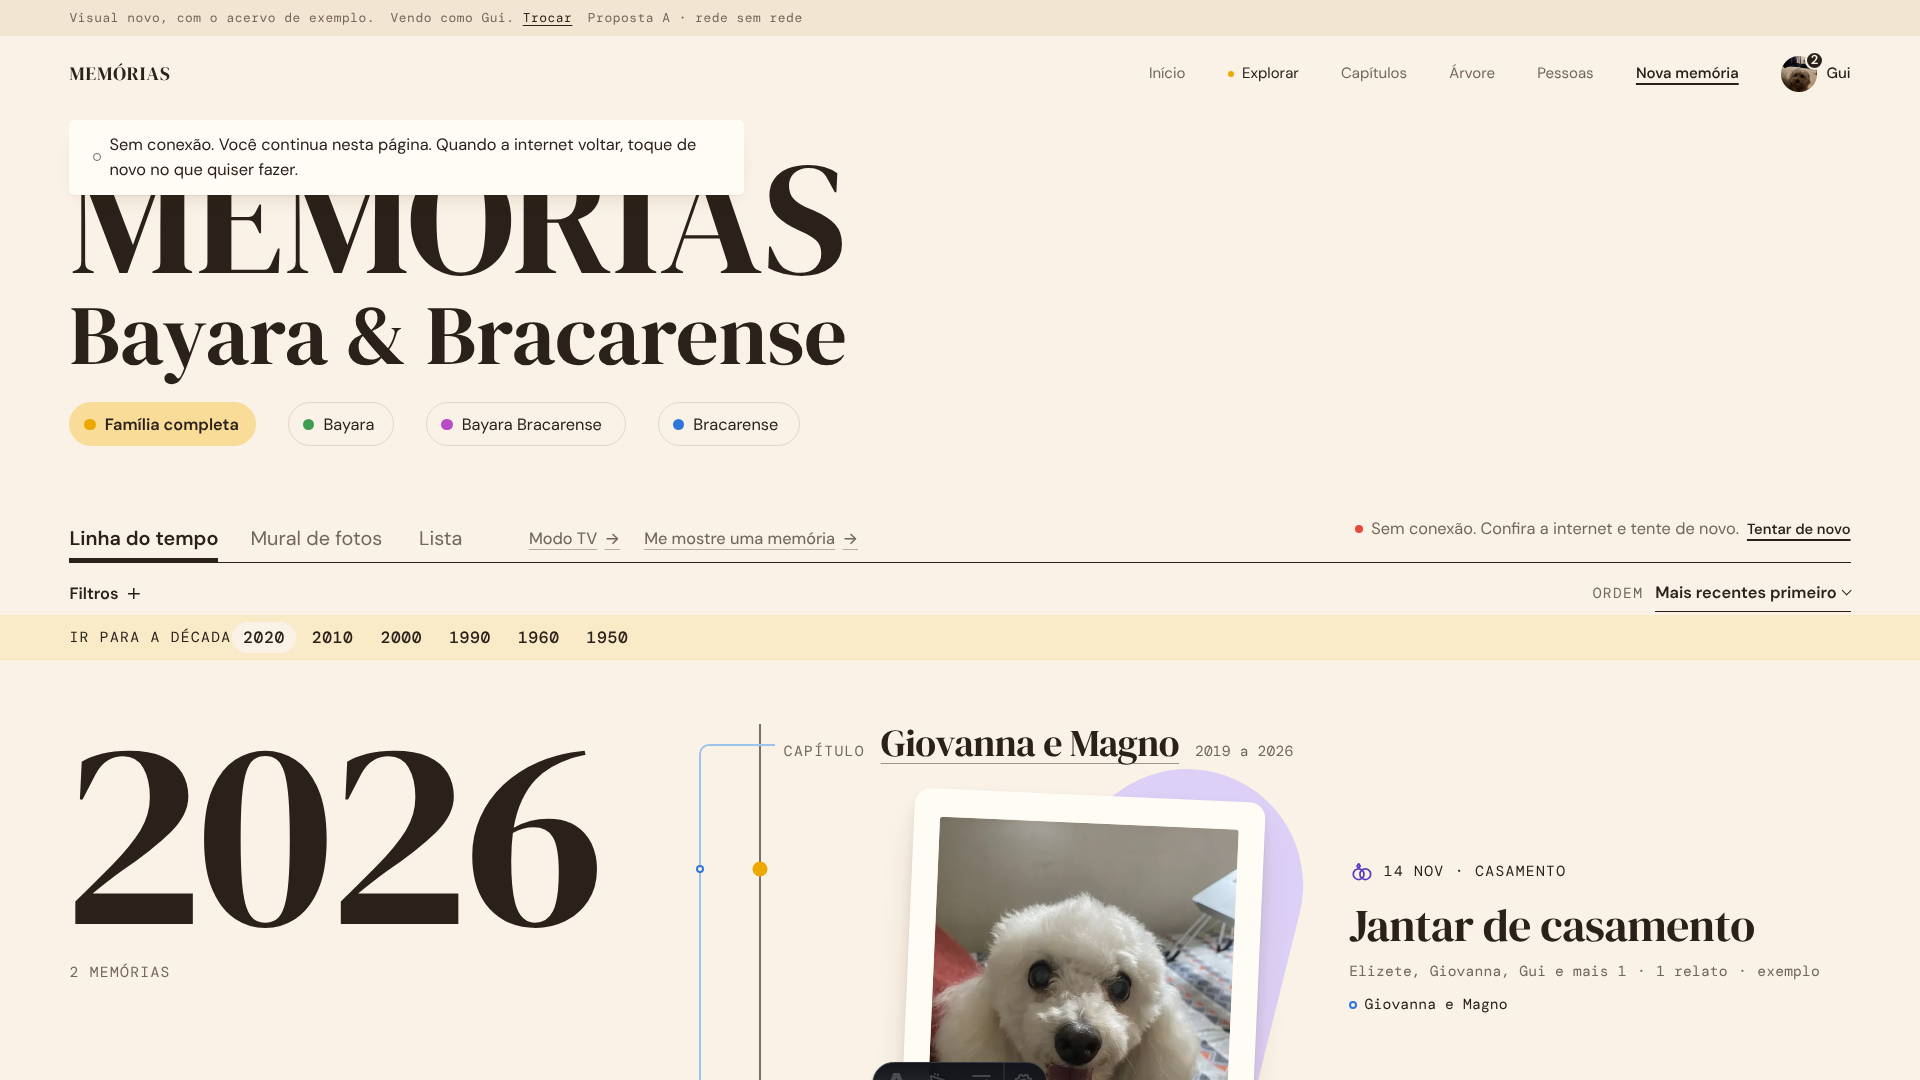 Visual novo, com o acervo de exemplo. Vendo como Gui. Trocar Proposta A · rede sem rede
MEMÓRIAS
Início Explorar Capítulos Árvore Pessoas Nova memória 2 Gui
Sem conexão. Você continua nesta página. Quando a internet voltar, toque de
novo no que quiser fazer.
MEMÓRIAS
Bayara & Bracarense
Família completa Bayara Bayara Bracarense Bracarense
Linha do tempo Mural de fotos Lista Modo TV → Me mostre uma memória → Sem conexão. Confira a internet e tente de novo. Tentar de novo
Filtros + ORDEM Mais recentes primeiro
IR PARA A DÉCADA 2020 2010 2000 1990 1960 1950
CAPÍTULO Giovanna e Magno 2019 a 2026
2026
2 MEMÓRIAS
14 NOV · CASAMENTO
Jantar de casamento
Elizete, Giovanna, Gui e mais 1 · 1 relato · exemplo
Giovanna e Magno